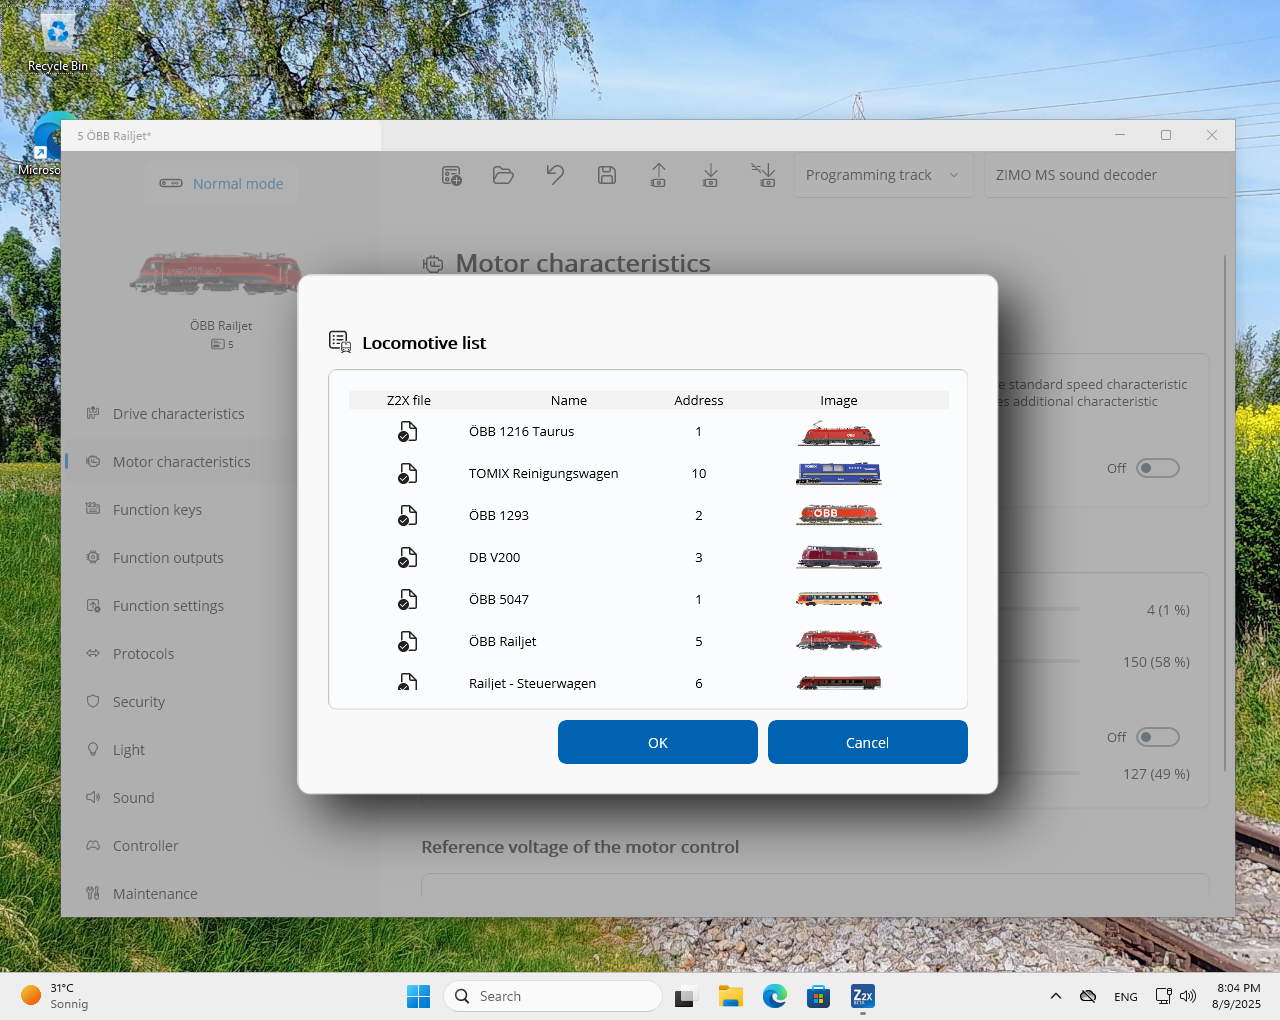 Recycle Bin
Microso
5 ÖBB Railjet*
Normal mode
Programming track
ZIMO MS sound decoder
ÖBB Railjet
5
Drive characteristics
Motor characteristics
Function keys
Function outputs
Function settings
Protocols
Security
Light
Sound
Controller
Maintenance
Motor characteristics
e standard speed characteristic
es additional characteristic
Off
4 (1 %)
150 (58 %)
Off
127 (49 %)
Reference voltage of the motor control
Locomotive list
Z2X file Name Address Image
ÖBB 1216 Taurus 1
TOMIX Reinigungswagen 10
ÖBB 1293 2
DB V200 3
ÖBB 5047 1
ÖBB Railjet 5
Railjet - Steuerwagen 6
OK
Cancel
31°C
Sonnig
Search
Z2X
BETA
ENG
8:04 PM
8/9/2025